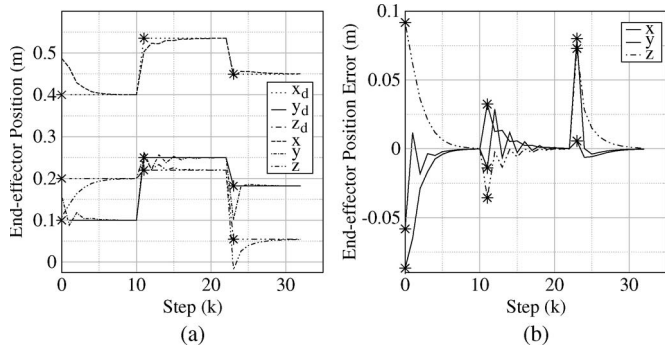 End-effector Position (m)
0.5
0.4
0.3
0.2
0.1
0
x_d
y_d
z_d
x
y
z
0 10 20 30
Step (k)
(a)
End-effector Position Error (m)
0.1
0.05
0
-0.05
x
y
z
0 10 20 30
Step (k)
(b)